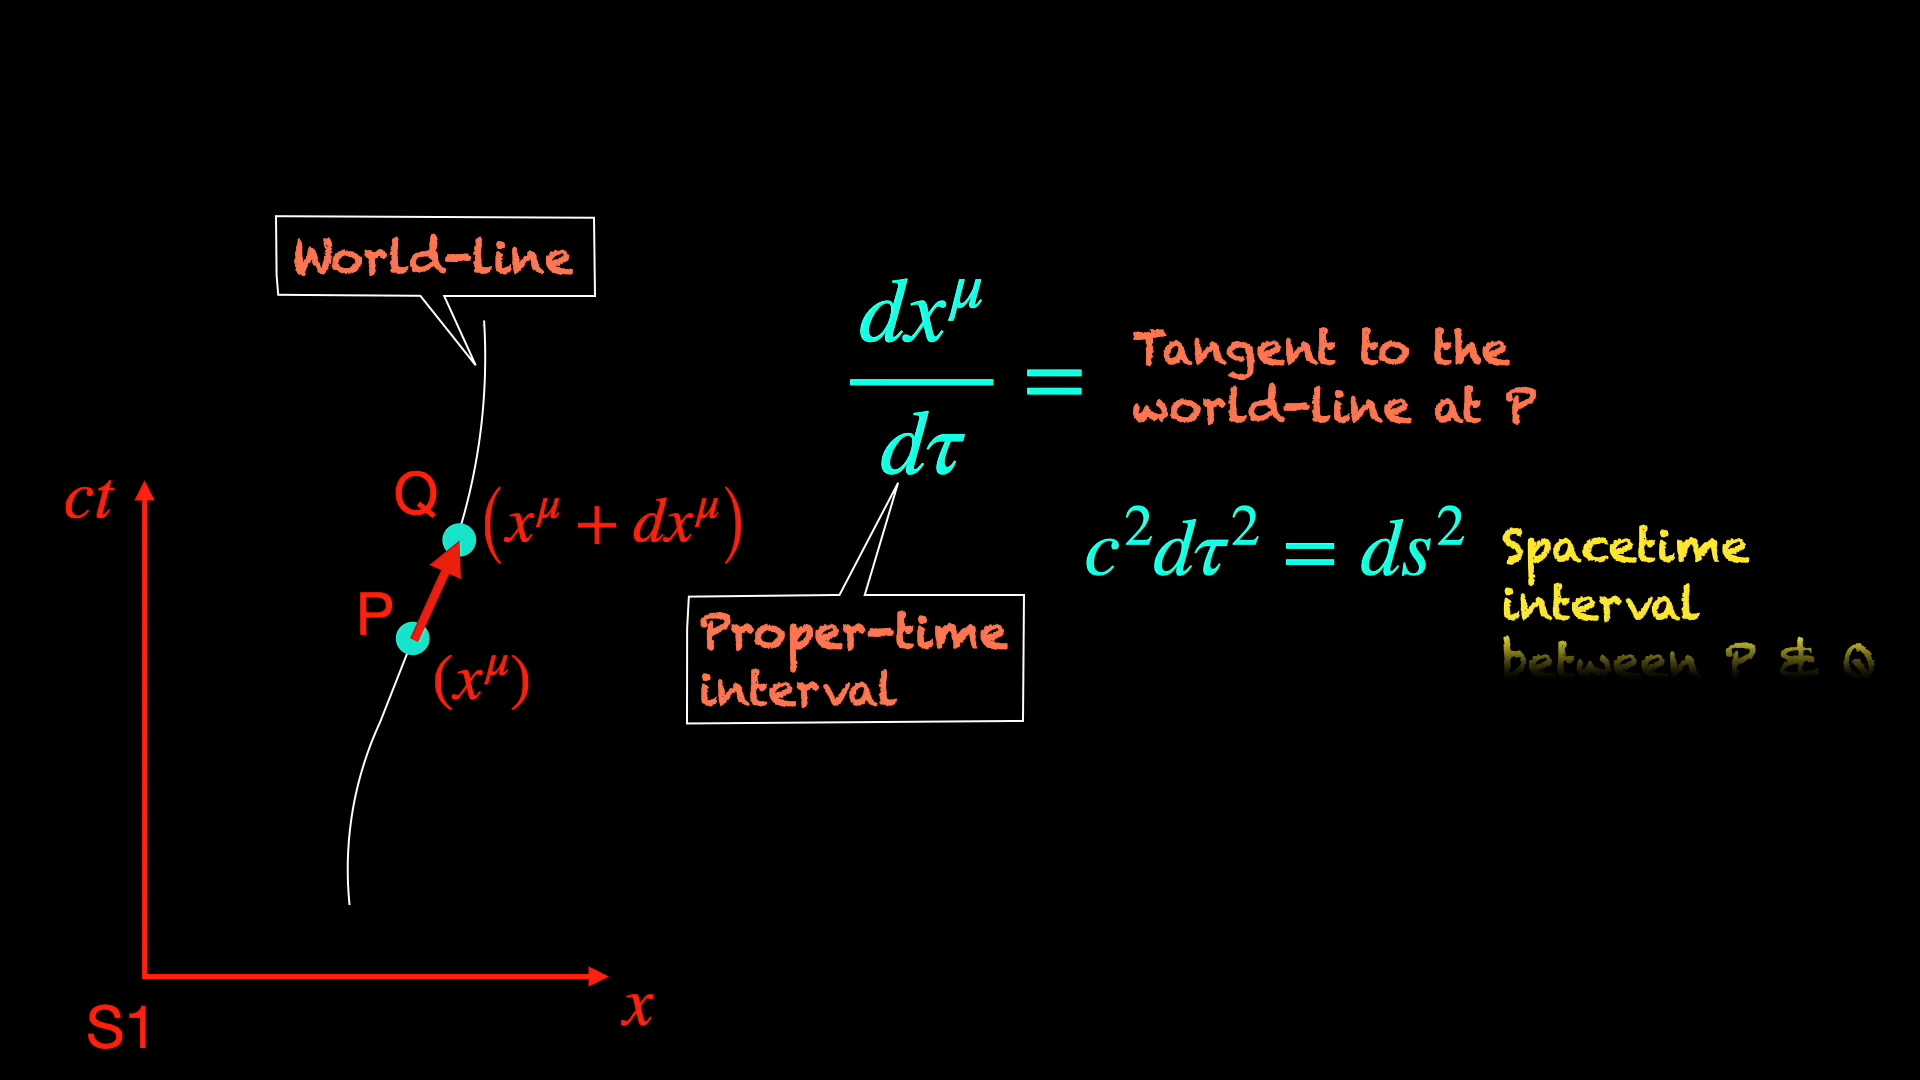 World-line
ct
Q
(x^μ + dx^μ)
P
(x^μ)
S1
x
dx^μ
dτ
=
Tangent to the
world-line at P
Proper-time
interval
c²dτ² = ds²
Spacetime
interval
between P & Q